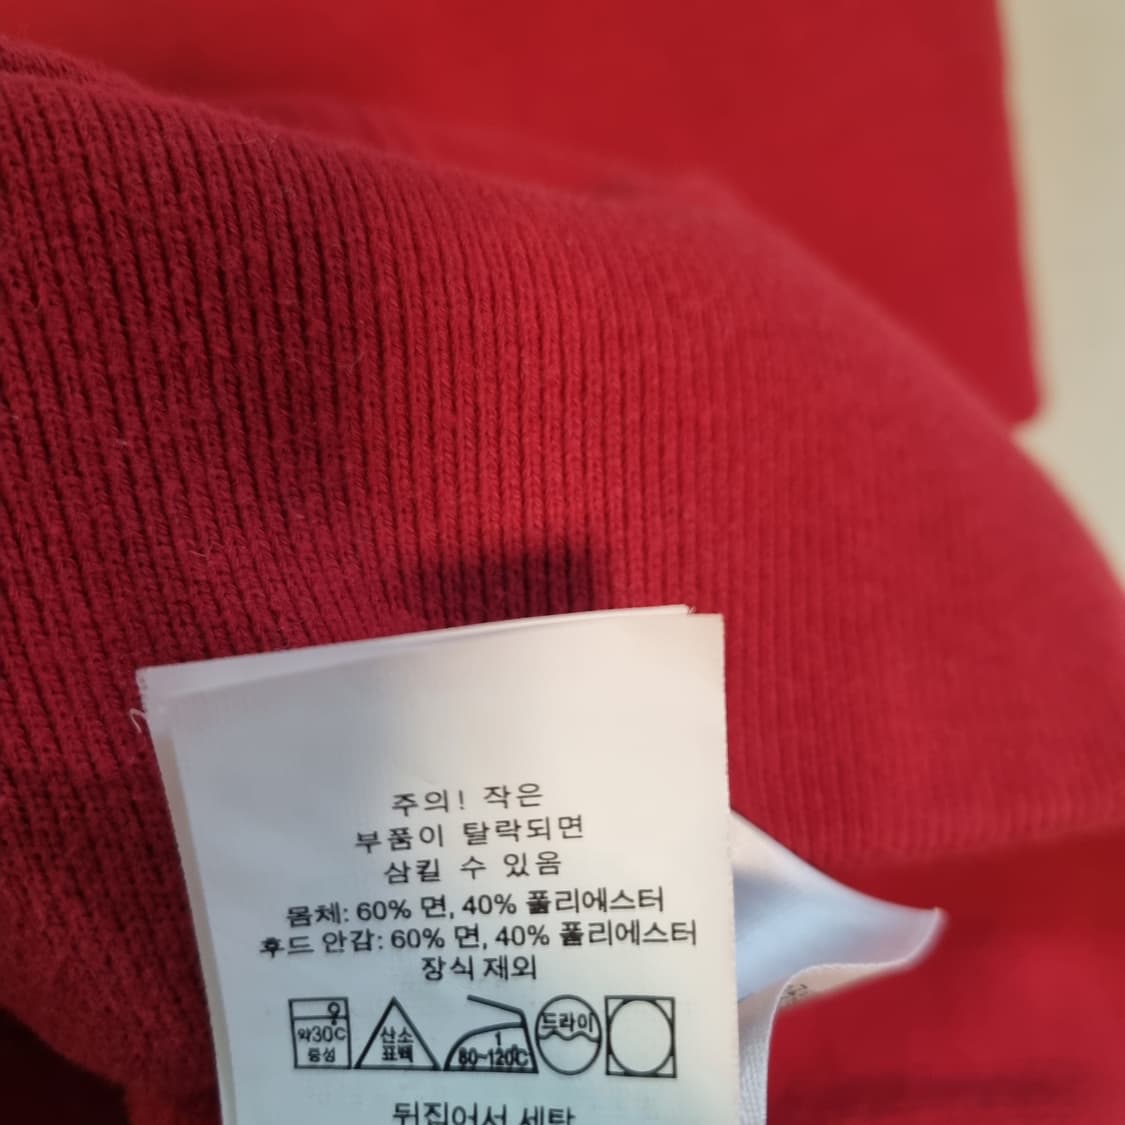 주의! 작은
부품이 탈락되면
삼킬 수 있음
몸체: 60% 면, 40% 폴리에스터
후드 안감: 60% 면, 40% 폴리에스터
장식 제외
약30C 중성
산소 표백
1 80~120℃
드라이
뒤집어서 세탁